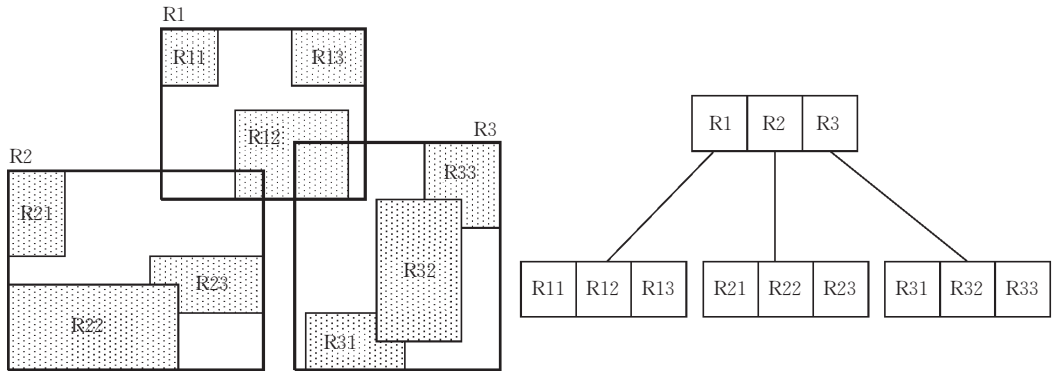 R1
R11 R13
R12
R3
R2
R33
R21
R32
R23
R22
R31
R1 R2 R3
R11 R12 R13 R21 R22 R23 R31 R32 R33